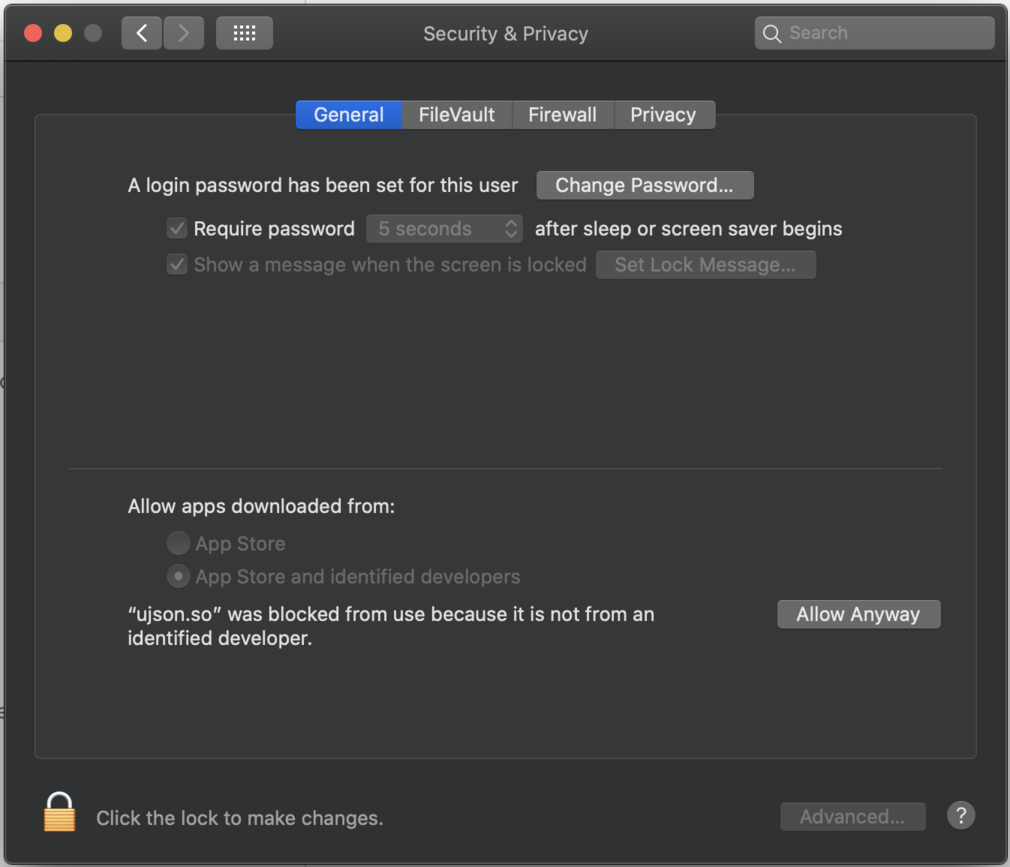 Security & Privacy
Search
General FileVault Firewall Privacy
A login password has been set for this user Change Password...
Require password 5 seconds after sleep or screen saver begins
Show a message when the screen is locked Set Lock Message...
Allow apps downloaded from:
App Store
App Store and identified developers
“ujson.so” was blocked from use because it is not from an
identified developer.
Allow Anyway
Click the lock to make changes.
Advanced...
?